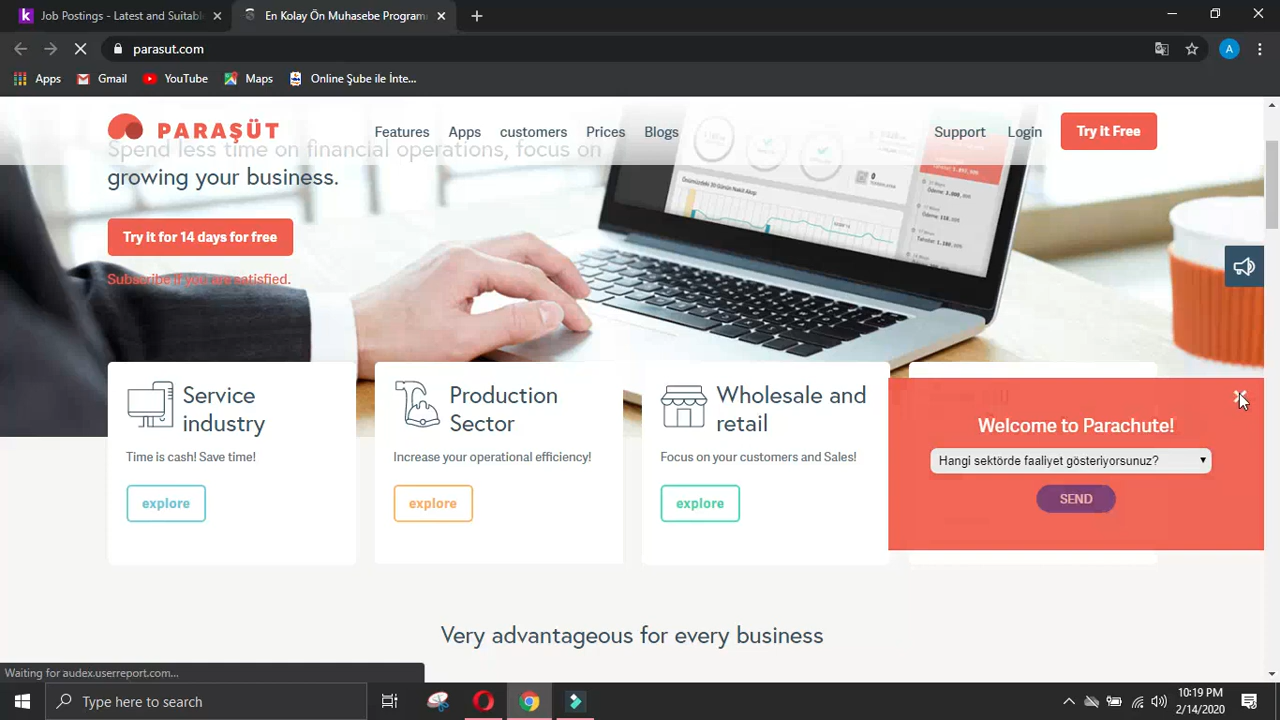 Job Postings - Latest and Suitabl
En Kolay Ön Muhasebe Program
parasut.com
A
Apps
Gmail
YouTube
Maps
Online Şube ile İnte...
PARAŞÜT
Features
Apps
customers
Prices
Blogs
Support
Login
Try It Free
Spend less time on financial operations, focus on
growing your business.
Try it for 14 days for free
Subscribe if you are satisfied.
Service
industry
Time is cash! Save time!
explore
Production
Sector
Increase your operational efficiency!
explore
Wholesale and
retail
Focus on your customers and Sales!
explore
Welcome to Parachute!
Hangi sektörde faaliyet gösteriyorsunuz?
SEND
Very advantageous for every business
Waiting for audex.userreport.com...
Type here to search
10:19 PM
2/14/2020